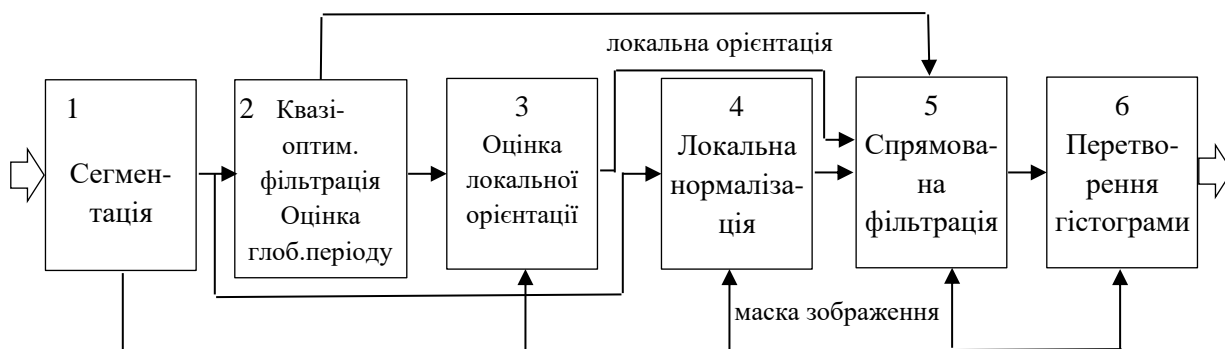 локальна орієнтація
1
Сегмен-
тація
2 Квазі-
оптим.
фільтрація
Оцінка
глоб.періоду
3
Оцінка
локальної
орієнтації
4
Локальна
нормаліза-
ція
5
Спрямова-
на
фільтрація
6
Перетво-
рення
гістограми
маска зображення